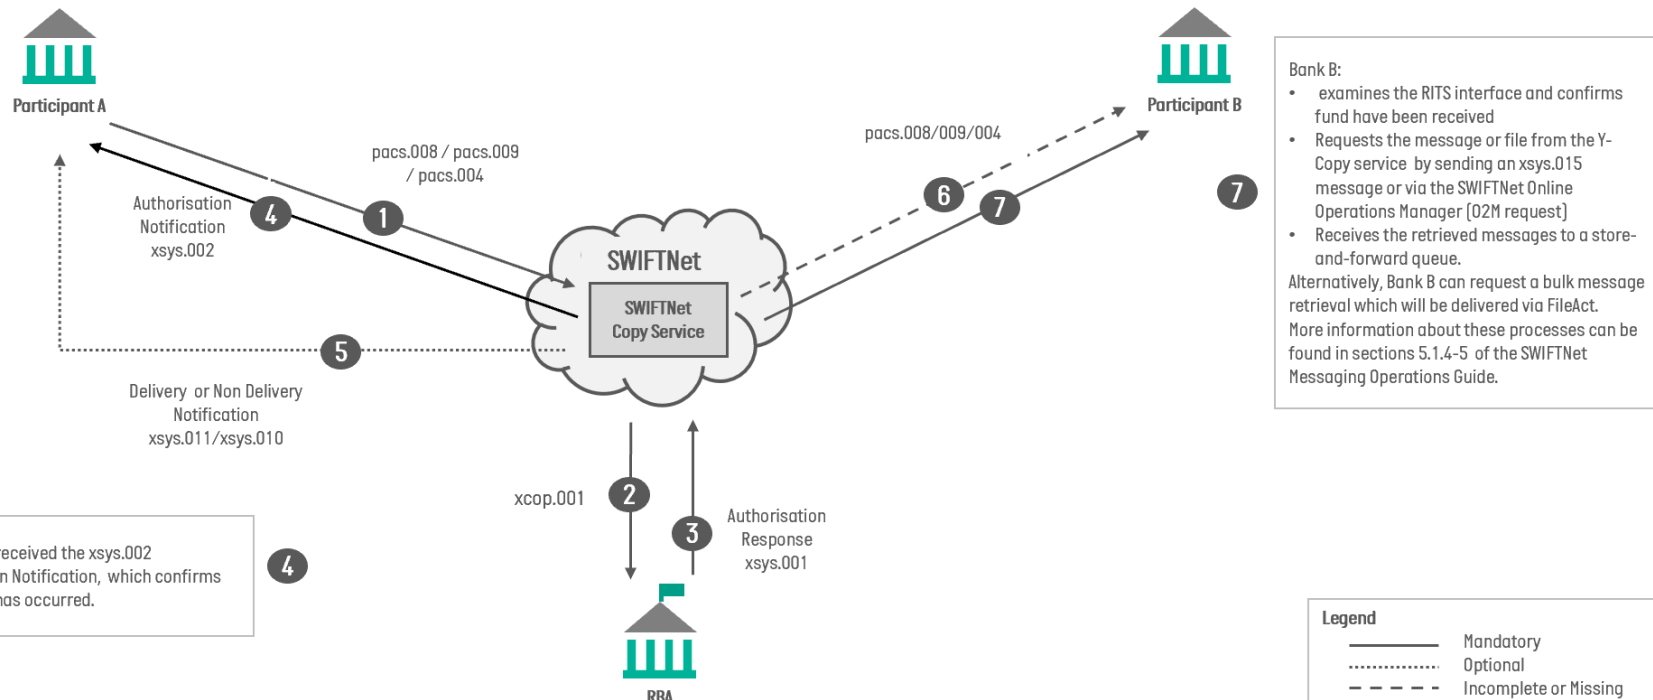 Participant A
Participant B
pacs.008 / pacs.009
/ pacs.004
pacs.008/009/004
Authorisation
Notification
xsys.002
4
1
6
7
SWIFTNet
SWIFTNet
Copy Service
5
Delivery or Non Delivery
Notification
xsys.011/xsys.010
xcop.001
2
3
Authorisation
Response
xsys.001
RBA
received the xsys.002
n Notification, which confirms
has occurred.
4
7
Bank B:
• examines the RITS interface and confirms
fund have been received
• Requests the message or file from the Y-
Copy service by sending an xsys.015
message or via the SWIFTNet Online
Operations Manager (O2M request)
• Receives the retrieved messages to a store-
and-forward queue.
Alternatively, Bank B can request a bulk message
retrieval which will be delivered via FileAct.
More information about these processes can be
found in sections 5.1.4-5 of the SWIFTNet
Messaging Operations Guide.
Legend
Mandatory
Optional
Incomplete or Missing